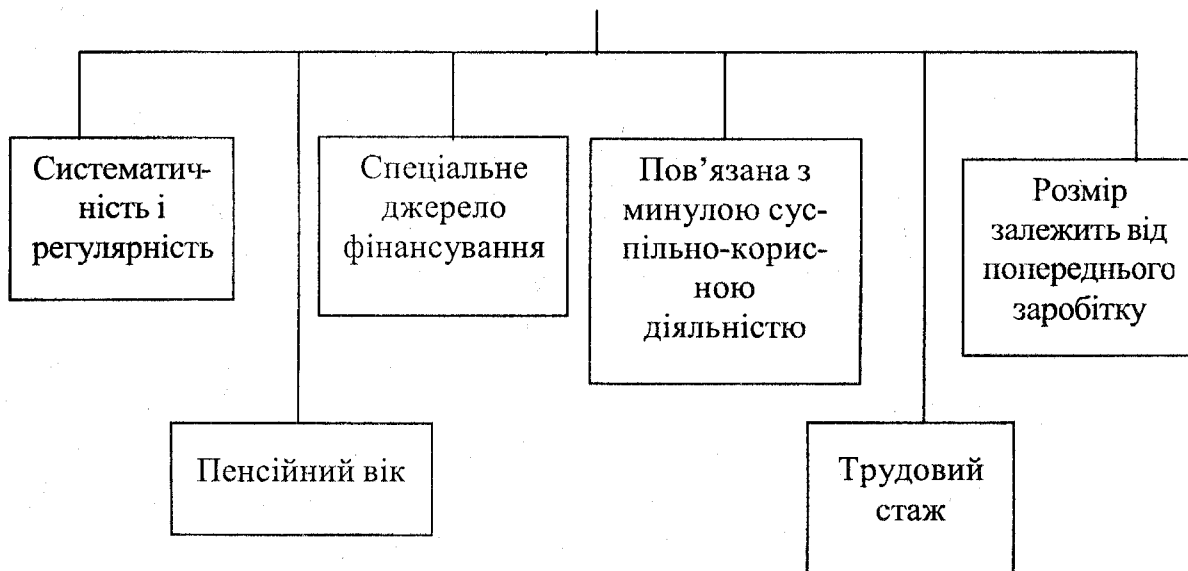 Системaтич-
ність і
регулярність
Спеціальне
джерело
фінансування
Пов’язана з
минулою сус-
пільно-корис-
ною
діяльністю
Розмір
залежить від
попереднього
заробітку
Пенсійний вік
Трудовий
стаж